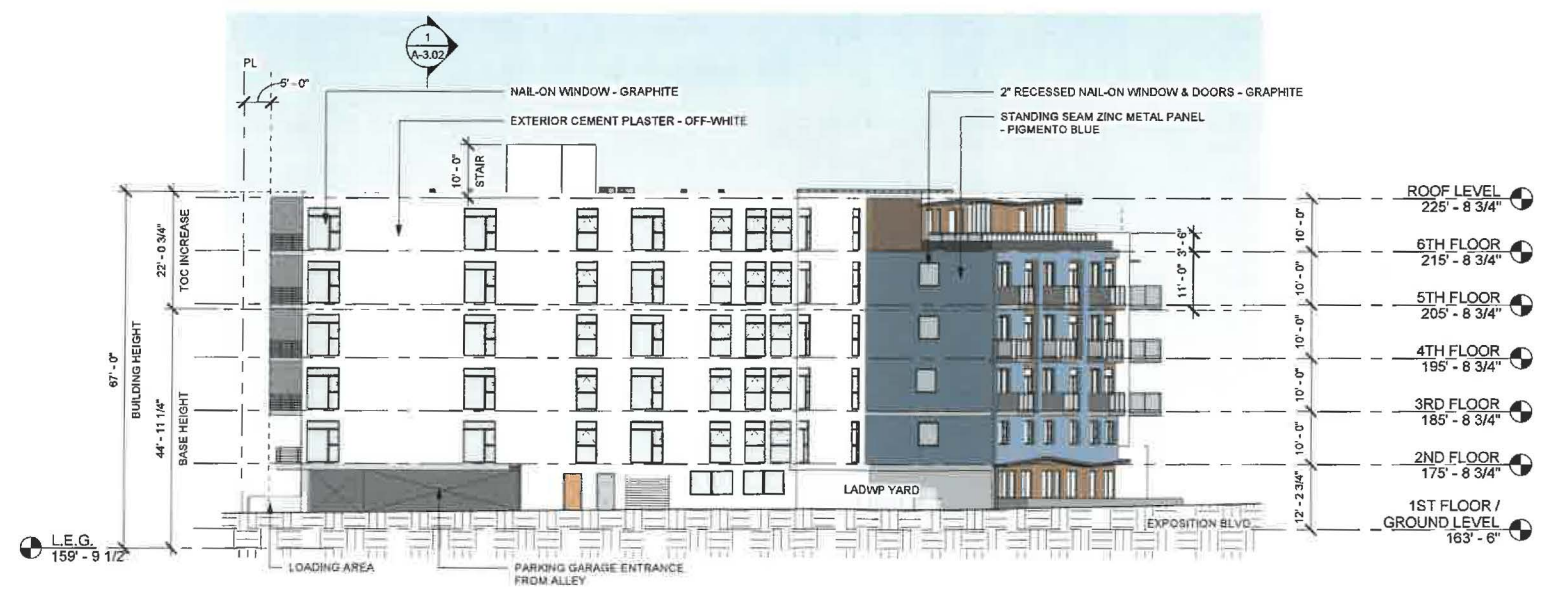 1
A-3.02
PL
5' - 0"
NAIL-ON WINDOW - GRAPHITE
EXTERIOR CEMENT PLASTER - OFF-WHITE
2" RECESSED NAIL-ON WINDOW & DOORS - GRAPHITE
STANDING SEAM ZINC METAL PANEL
- PIGMENTO BLUE
10' - 0"
STAIR
67' - 0"
BUILDING HEIGHT
22' - 0 3/4"
TOC INCREASE
44' - 11 1/4"
BASE HEIGHT
3' - 6"
11' - 0"
10' - 0"
10' - 0"
10' - 0"
10' - 0"
10' - 0"
12' - 2 3/4"
ROOF LEVEL
225' - 8 3/4"
6TH FLOOR
215' - 8 3/4"
5TH FLOOR
205' - 8 3/4"
4TH FLOOR
195' - 8 3/4"
3RD FLOOR
185' - 8 3/4"
2ND FLOOR
175' - 8 3/4"
1ST FLOOR /
GROUND LEVEL
163' - 6"
LADWP YARD
EXPOSITION BLVD
L.E.G.
159' - 9 1/2"
LOADING AREA
PARKING GARAGE ENTRANCE
FROM ALLEY